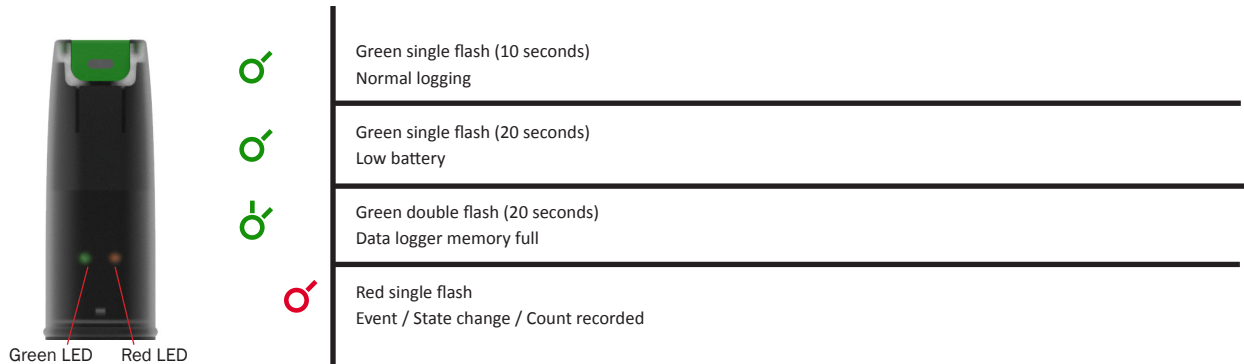 Green single flash (10 seconds)
Normal logging
Green single flash (20 seconds)
Low battery
Green double flash (20 seconds)
Data logger memory full
Red single flash
Event / State change / Count recorded
Green LED
Red LED